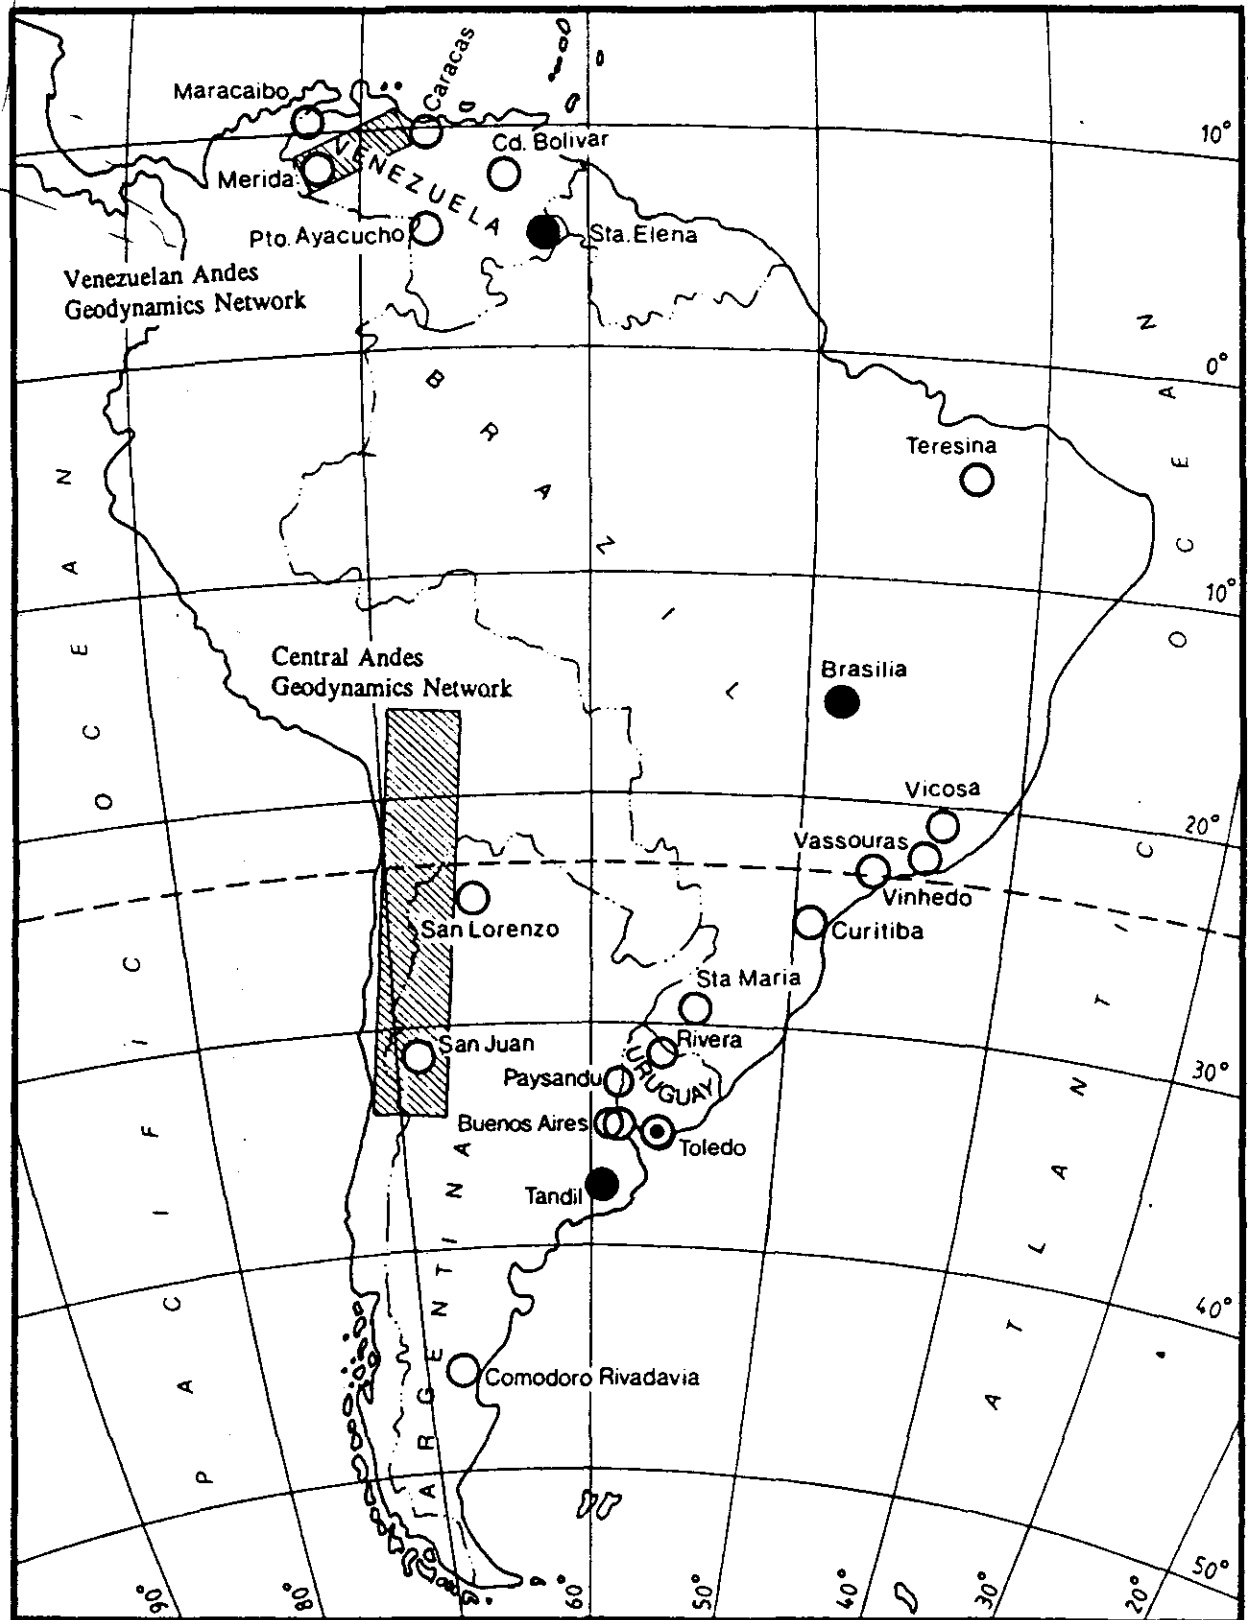 Caracas
Maracaibo
10°
Cd. Bolivar
VENEZUELA
Merida
Pto. Ayacucho
Sta. Elena
Venezuelan Andes
Geodynamics Network
0°
BRAZIL
Teresina
10°
Central Andes
Geodynamics Network
Brasilia
Vicosa
20°
Vassouras
Vinhedo
San Lorenzo
Curitiba
Sta Maria
San Juan
Rivera
30°
Paysandu
URUGUAY
Buenos Aires
Toledo
Tandil
40°
Comodoro Rivadavia
ARGENTINA
PACIFIC OCEAN
ATLANTIC OCEAN
50°
90°
80°
60°
50°
40°
30°
20°